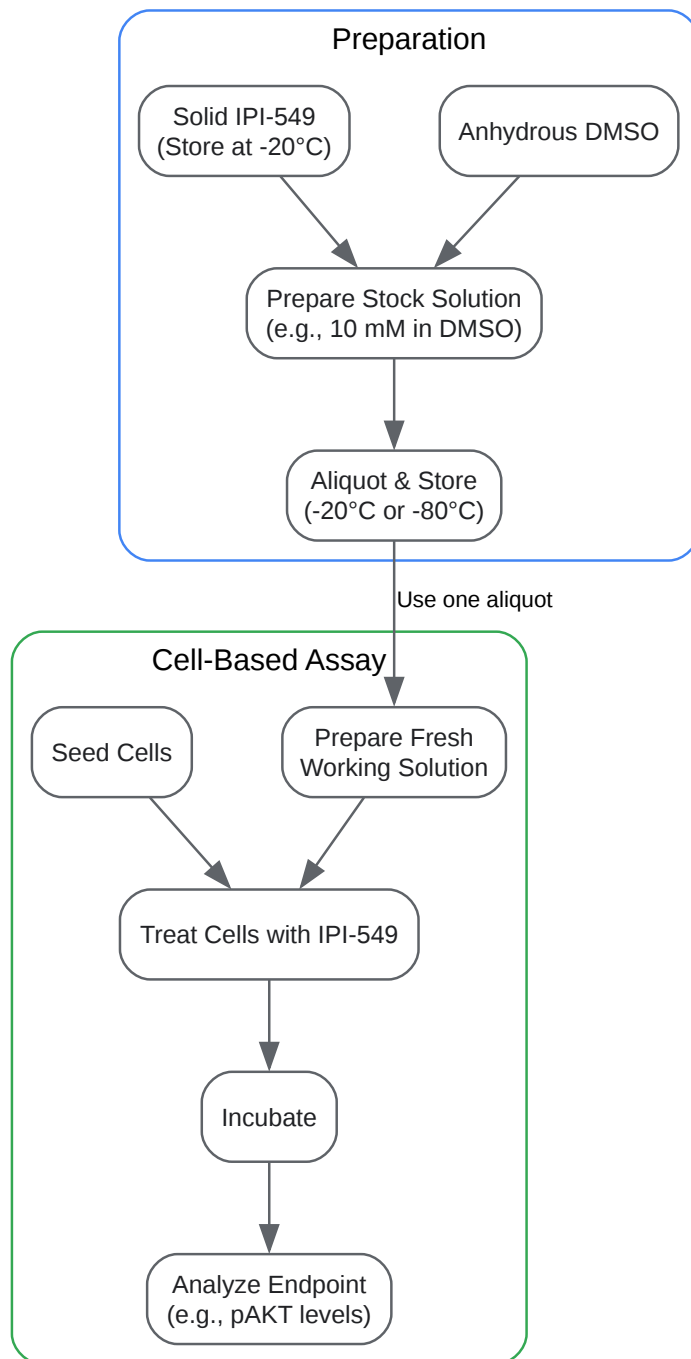 Preparation
Solid IPI-549
(Store at -20°C)
Anhydrous DMSO
Prepare Stock Solution
(e.g., 10 mM in DMSO)
Aliquot & Store
(-20°C or -80°C)
Use one aliquot
Cell-Based Assay
Seed Cells
Prepare Fresh
Working Solution
Treat Cells with IPI-549
Incubate
Analyze Endpoint
(e.g., pAKT levels)